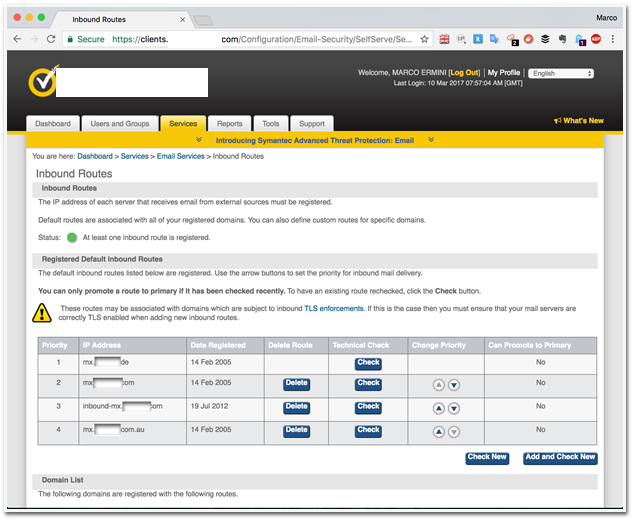 Inbound Routes
Marco
Secure https://clients. com/Configuration/Email-Security/SelfServe/Se...
Welcome, MARCO ERMINI [Log Out] | My Profile | English
Last Login: 10 Mar 2017 07:57:04 AM [GMT]
Dashboard Users and Groups Services Reports Tools Support What's New
Introducing Symantec Advanced Threat Protection: Email
You are here: Dashboard > Services > Email Services > Inbound Routes
Inbound Routes
Inbound Routes
The IP address of each server that receives email from external sources must be registered.
Default routes are associated with all of your registered domains. You can also define custom routes for specific domains.
Status: At least one inbound route is registered.
Registered Default Inbound Routes
The default inbound routes listed below are registered. Use the arrow buttons to set the priority for inbound mail delivery.
You can only promote a route to primary if it has been checked recently. To have an existing route rechecked, click the Check button.
These routes may be associated with domains which are subject to inbound TLS enforcements. If this is the case then you must ensure that your mail servers are
correctly TLS enabled when adding new inbound routes.
Priority IP Address Date Registered Delete Route Technical Check Change Priority Can Promote to Primary
1 mx. de 14 Feb 2005 Check No
2 mx com 14 Feb 2005 Delete Check No
3 inbound-mx. com 19 Jul 2012 Delete Check No
4 mx. com.au 14 Feb 2005 Delete Check No
Check New Add and Check New
Domain List
The following domains are registered with the following routes.